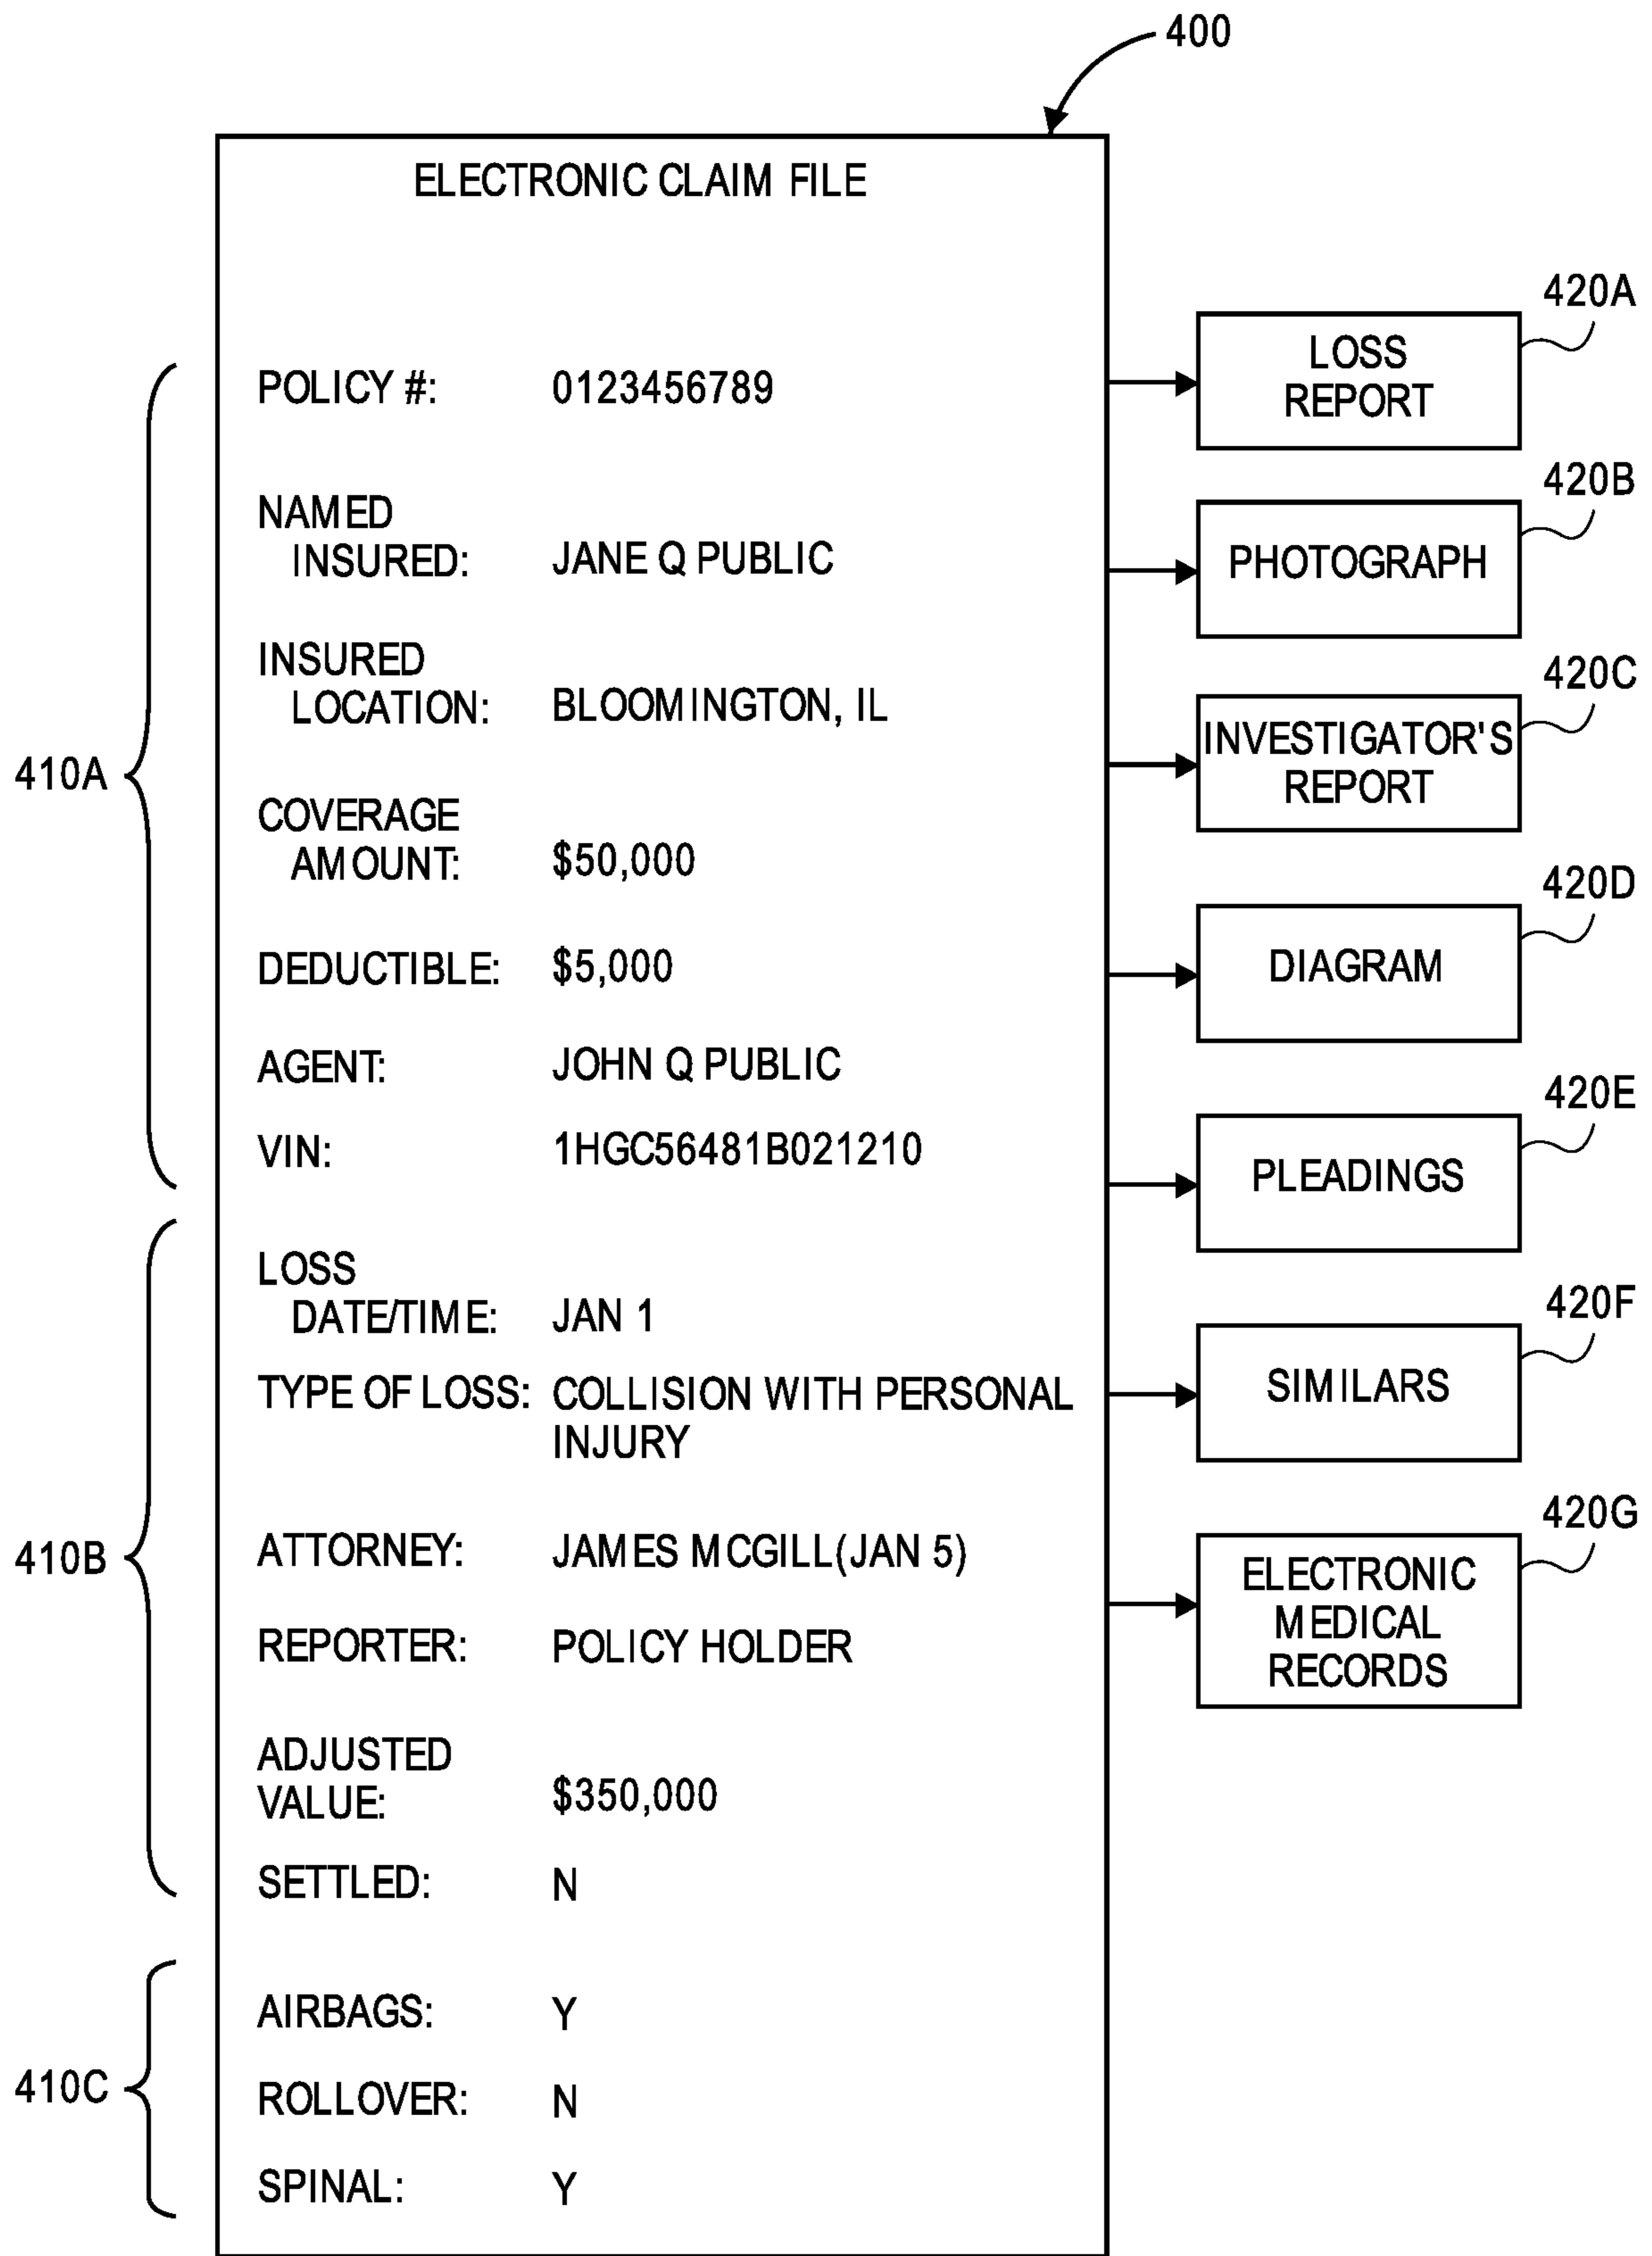 400
ELECTRONIC CLAIM FILE
410A
POLICY #: 0123456789
NAMED
INSURED: JANE Q PUBLIC
INSURED
LOCATION: BLOOMINGTON, IL
COVERAGE
AMOUNT: $50,000
DEDUCTIBLE: $5,000
AGENT: JOHN Q PUBLIC
VIN: 1HGC56481B021210
410B
LOSS
DATE/TIME: JAN 1
TYPE OF LOSS: COLLISION WITH PERSONAL
INJURY
ATTORNEY: JAMES MCGILL(JAN 5)
REPORTER: POLICY HOLDER
ADJUSTED
VALUE: $350,000
SETTLED: N
410C
AIRBAGS: Y
ROLLOVER: N
SPINAL: Y
420A
LOSS
REPORT
420B
PHOTOGRAPH
420C
INVESTIGATOR'S
REPORT
420D
DIAGRAM
420E
PLEADINGS
420F
SIMILARS
420G
ELECTRONIC
MEDICAL
RECORDS